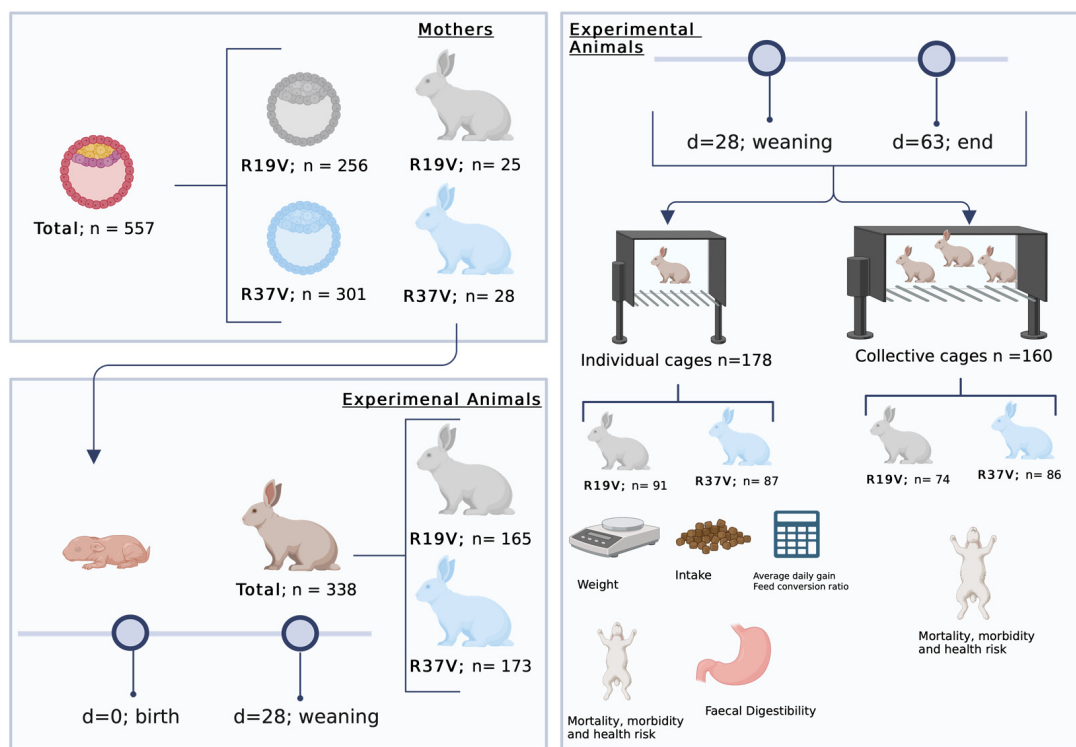 Mothers
Total; n = 557
R19V; n = 256
R19V; n= 25
R37V; n = 301
R37V; n= 28
Experimenal Animals
Total; n = 338
R19V; n= 165
R37V; n= 173
d=0; birth
d=28; weaning
Experimental
Animals
d=28; weaning
d=63; end
Individual cages n=178
Collective cages n =160
R19V; n= 91
R37V; n= 87
R19V; n= 74
R37V; n= 86
Weight
Intake
Average daily gain
Feed conversion ratio
Mortality, morbidity
and health risk
Faecal Digestibility
Mortality, morbidity
and health risk